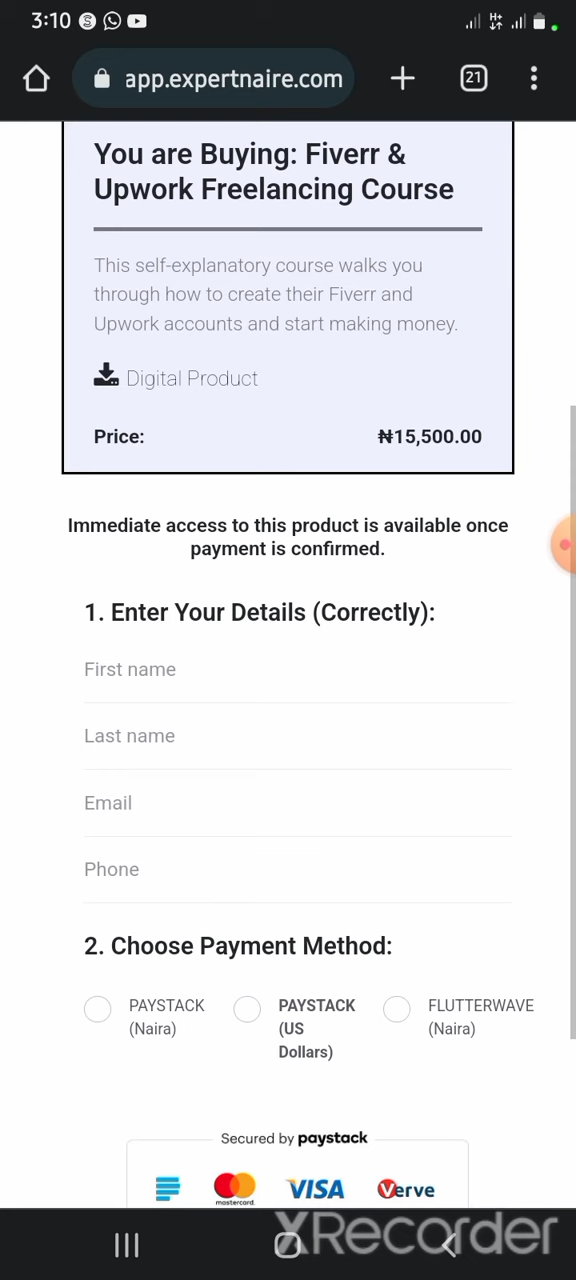 3:10
H+
app.expertnaire.com
21
You are Buying: Fiverr &
Upwork Freelancing Course
This self-explanatory course walks you
through how to create their Fiverr and
Upwork accounts and start making money.
Digital Product
Price: ₦15,500.00
Immediate access to this product is available once
payment is confirmed.
1. Enter Your Details (Correctly):
First name
Last name
Email
Phone
2. Choose Payment Method:
PAYSTACK
(Naira)
PAYSTACK
(US
Dollars)
FLUTTERWAVE
(Naira)
Secured by paystack
mastercard
VISA
Verve
XRecorder